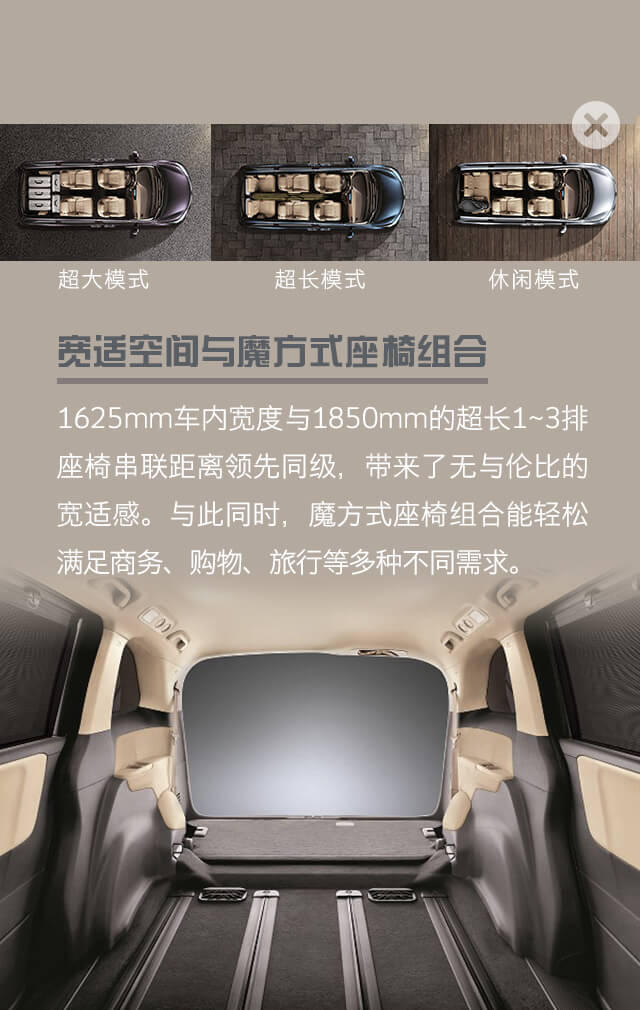 超大模式
超长模式
休闲模式
宽适空间与魔方式座椅组合
1625mm车内宽度与1850mm的超长1~3排
座椅串联距离领先同级，带来了无与伦比的
宽适感。与此同时，魔方式座椅组合能轻松
满足商务、购物、旅行等多种不同需求。